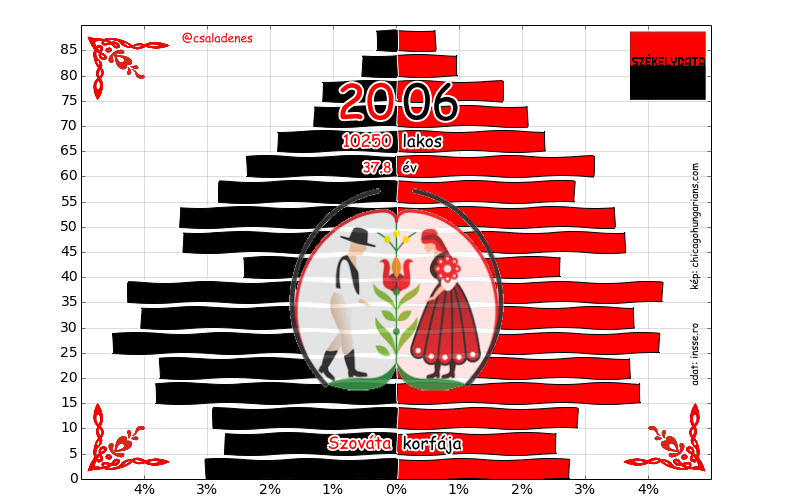 @csaladenes
SZÉKELYDATA
2006
10250 lakos
37.8 év
kép: chicagohungarians.com
adat: insse.ro
Szováta korfája
85
80
75
70
65
60
55
50
45
40
35
30
25
20
15
10
5
0
4% 3% 2% 1% 0% 1% 2% 3% 4%